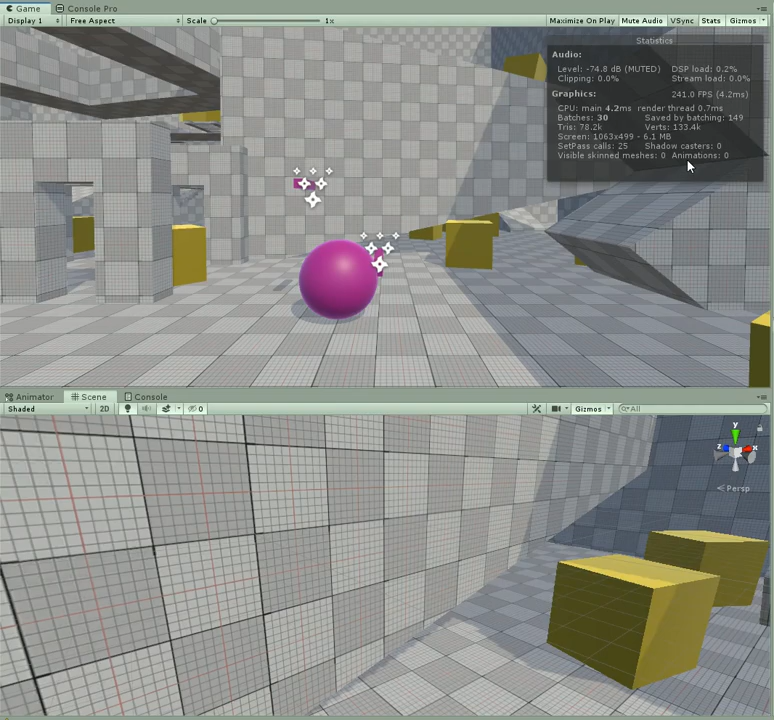 Game Console Pro
Display 1 Free Aspect Scale 1x Maximize On Play Mute Audio VSync Stats Gizmos
Statistics
Audio:
Level: -74.8 dB (MUTED) DSP load: 0.2%
Clipping: 0.0% Stream load: 0.0%
Graphics: 241.0 FPS (4.2ms)
CPU: main 4.2ms render thread 0.7ms
Batches: 30 Saved by batching: 149
Tris: 78.2k Verts: 133.4k
Screen: 1063x499 - 6.1 MB
SetPass calls: 25 Shadow casters: 0
Visible skinned meshes: 0 Animations: 0
Animator Scene Console
Shaded 2D 0 Gizmos All
y
z x
Persp